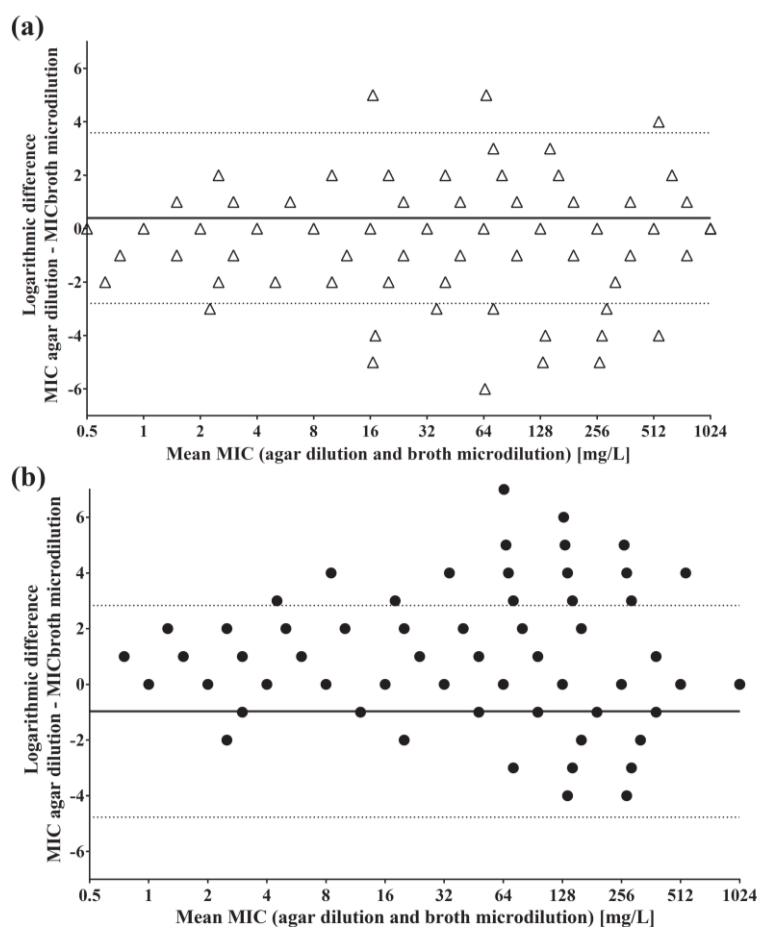 (a)
Logarithmic difference
MIC agar dilution - MICbroth microdilution
6
4
2
0
-2
-4
-6
0.5 1 2 4 8 16 32 64 128 256 512 1024
Mean MIC (agar dilution and broth microdilution) [mg/L]
(b)
Logarithmic difference
MIC agar dilution - MICbroth microdilution
6
4
2
0
-2
-4
-6
0.5 1 2 4 8 16 32 64 128 256 512 1024
Mean MIC (agar dilution and broth microdilution) [mg/L]